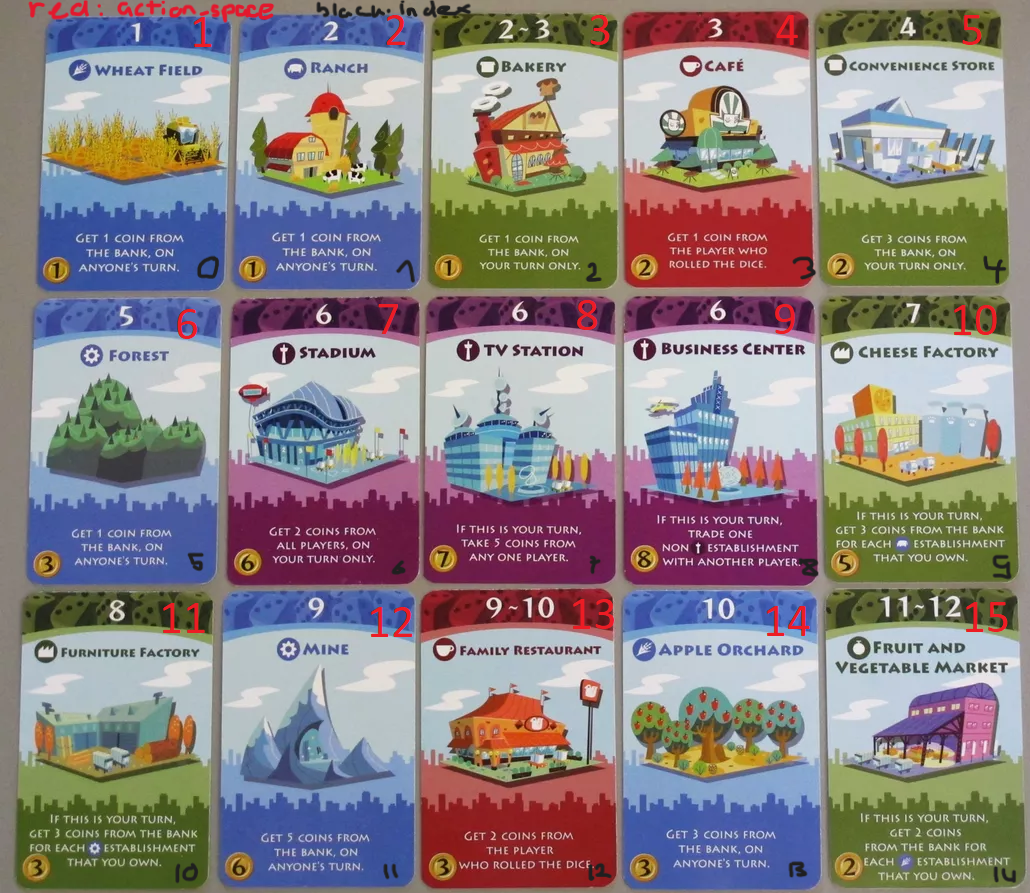 red: action_space black: index
1 1
WHEAT FIELD
GET 1 COIN FROM
THE BANK, ON
ANYONE'S TURN.
1 0
2 2
RANCH
GET 1 COIN FROM
THE BANK, ON
ANYONE'S TURN.
1 1
2~3 3
BAKERY
GET 1 COIN FROM
THE BANK, ON
YOUR TURN ONLY.
1 2
3 4
CAFÉ
GET 1 COIN FROM
THE PLAYER WHO
ROLLED THE DICE.
2 3
4 5
CONVENIENCE STORE
GET 3 COINS FROM
THE BANK, ON
YOUR TURN ONLY.
2 4
5 6
FOREST
GET 1 COIN FROM
THE BANK, ON
ANYONE'S TURN.
3 5
6 7
STADIUM
GET 2 COINS FROM
ALL PLAYERS, ON
YOUR TURN ONLY.
6 6
6 8
TV STATION
IF THIS IS YOUR TURN,
TAKE 5 COINS FROM
ANY ONE PLAYER.
7 7
6 9
BUSINESS CENTER
IF THIS IS YOUR TURN,
TRADE ONE
NON ESTABLISHMENT
WITH ANOTHER PLAYER.
8 8
7 10
CHEESE FACTORY
IF THIS IS YOUR TURN,
GET 3 COINS FROM THE BANK
FOR EACH ESTABLISHMENT
THAT YOU OWN.
5 9
8 11
FURNITURE FACTORY
IF THIS IS YOUR TURN,
GET 3 COINS FROM THE BANK
FOR EACH ESTABLISHMENT
THAT YOU OWN.
3 10
9 12
MINE
GET 5 COINS FROM
THE BANK, ON
ANYONE'S TURN.
6 11
9~10 13
FAMILY RESTAURANT
GET 2 COINS FROM
THE PLAYER
WHO ROLLED THE DICE.
3 12
10 14
APPLE ORCHARD
GET 3 COINS FROM
THE BANK, ON
ANYONE'S TURN.
3 13
11~12 15
FRUIT AND
VEGETABLE MARKET
IF THIS IS YOUR TURN,
GET 2 COINS
FROM THE BANK FOR
EACH ESTABLISHMENT
THAT YOU OWN.
2 14